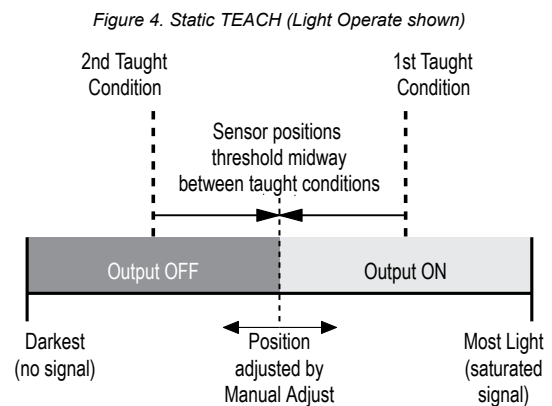 Figure 4. Static TEACH (Light Operate shown)
2nd Taught
Condition
1st Taught
Condition
Sensor positions
threshold midway
between taught conditions
Output OFF
Output ON
Darkest
(no signal)
Position
adjusted by
Manual Adjust
Most Light
(saturated
signal)